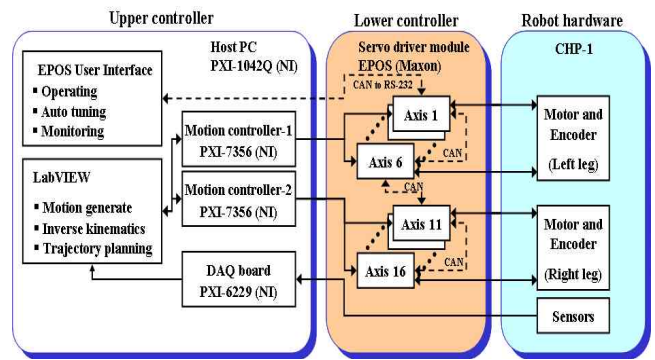 Upper controller
Lower controller
Robot hardware
Host PC
PXI-1042Q (NI)
EPOS User Interface
▪ Operating
▪ Auto tuning
▪ Monitoring
LabVIEW
▪ Motion generate
▪ Inverse kinematics
▪ Trajectory planning
Motion controller-1
PXI-7356 (NI)
Motion controller-2
PXI-7356 (NI)
DAQ board
PXI-6229 (NI)
Servo driver module
EPOS (Maxon)
CAN to RS-232
Axis 1
CAN
Axis 6
CAN
Axis 11
CAN
Axis 16
CHP-1
Motor and
Encoder
(Left leg)
Motor and
Encoder
(Right leg)
Sensors